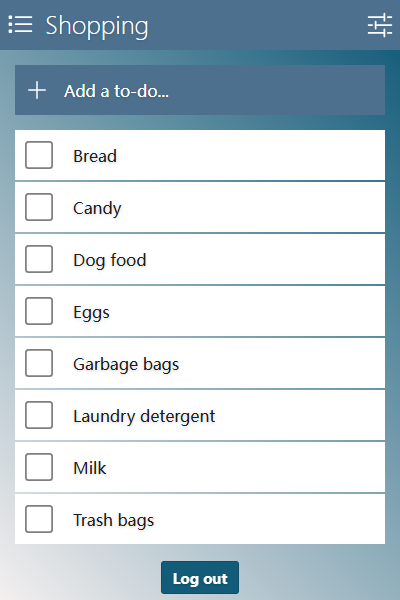 Shopping
Add a to-do...
Bread
Candy
Dog food
Eggs
Garbage bags
Laundry detergent
Milk
Trash bags
Log out